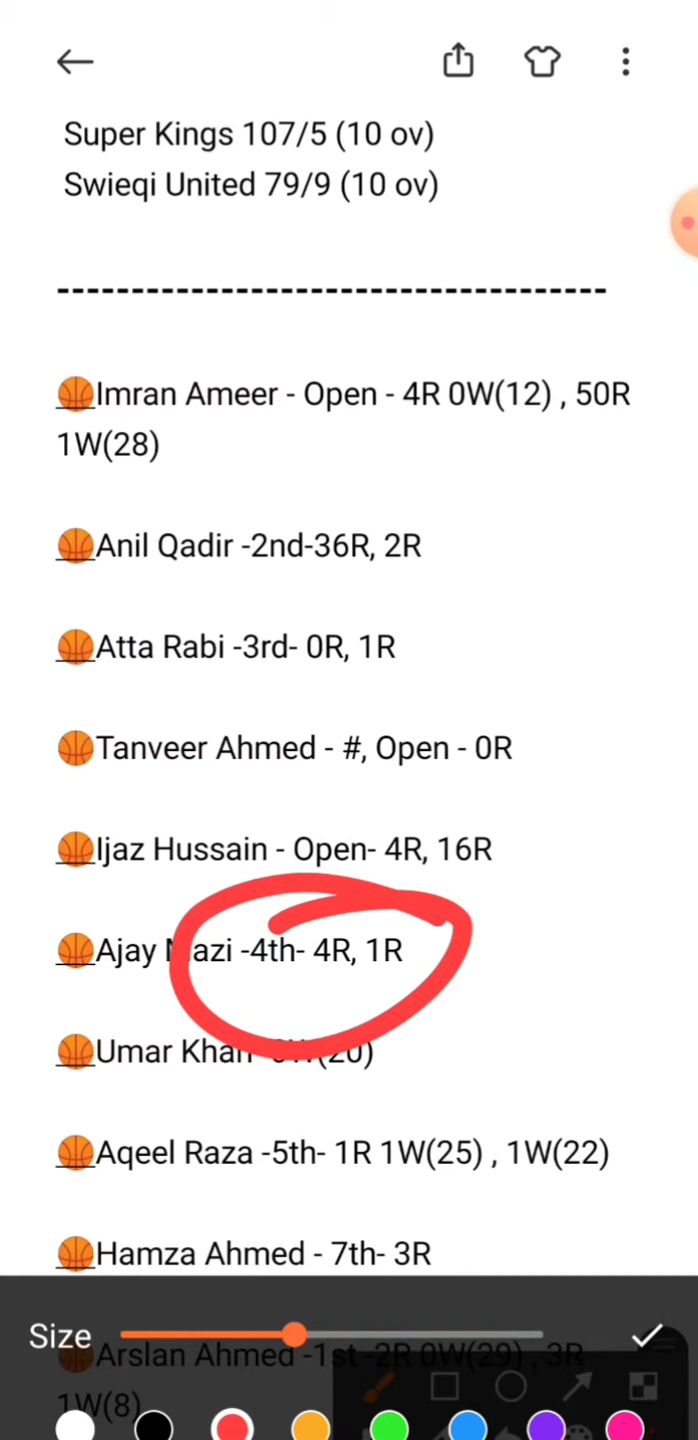 Super Kings 107/5 (10 ov)
Swieqi United 79/9 (10 ov)
------------------------------------
Imran Ameer - Open - 4R 0W(12) , 50R
1W(28)
Anil Qadir -2nd-36R, 2R
Atta Rabi -3rd- 0R, 1R
Tanveer Ahmed - #, Open - 0R
Ijaz Hussain - Open- 4R, 16R
Ajay -4th- 4R, 1R
Umar Khan
Aqeel Raza -5th- 1R 1W(25) , 1W(22)
Hamza Ahmed - 7th- 3R
Size
Arslan Ahmed -1st-2R 0W(29) , 3R
1W(8)